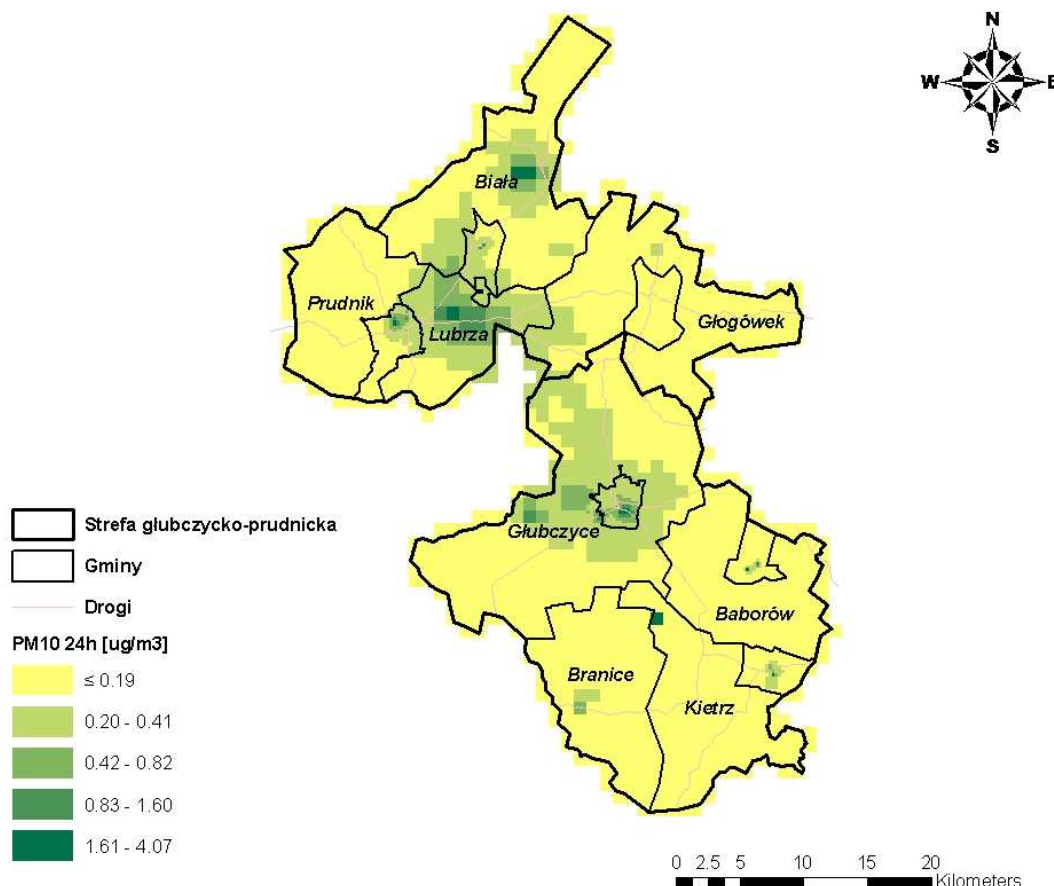 N
W
E
S
Biała
Prudnik
Lubrza
Głogówek
Głubczyce
Baborów
Branice
Kietrz
Strefa głubczycko-prudnicka
Gminy
Drogi
PM10 24h [ug/m3]
≤ 0.19
0.20 - 0.41
0.42 - 0.82
0.83 - 1.60
1.61 - 4.07
0 2.5 5 10 15 20
Kilometers